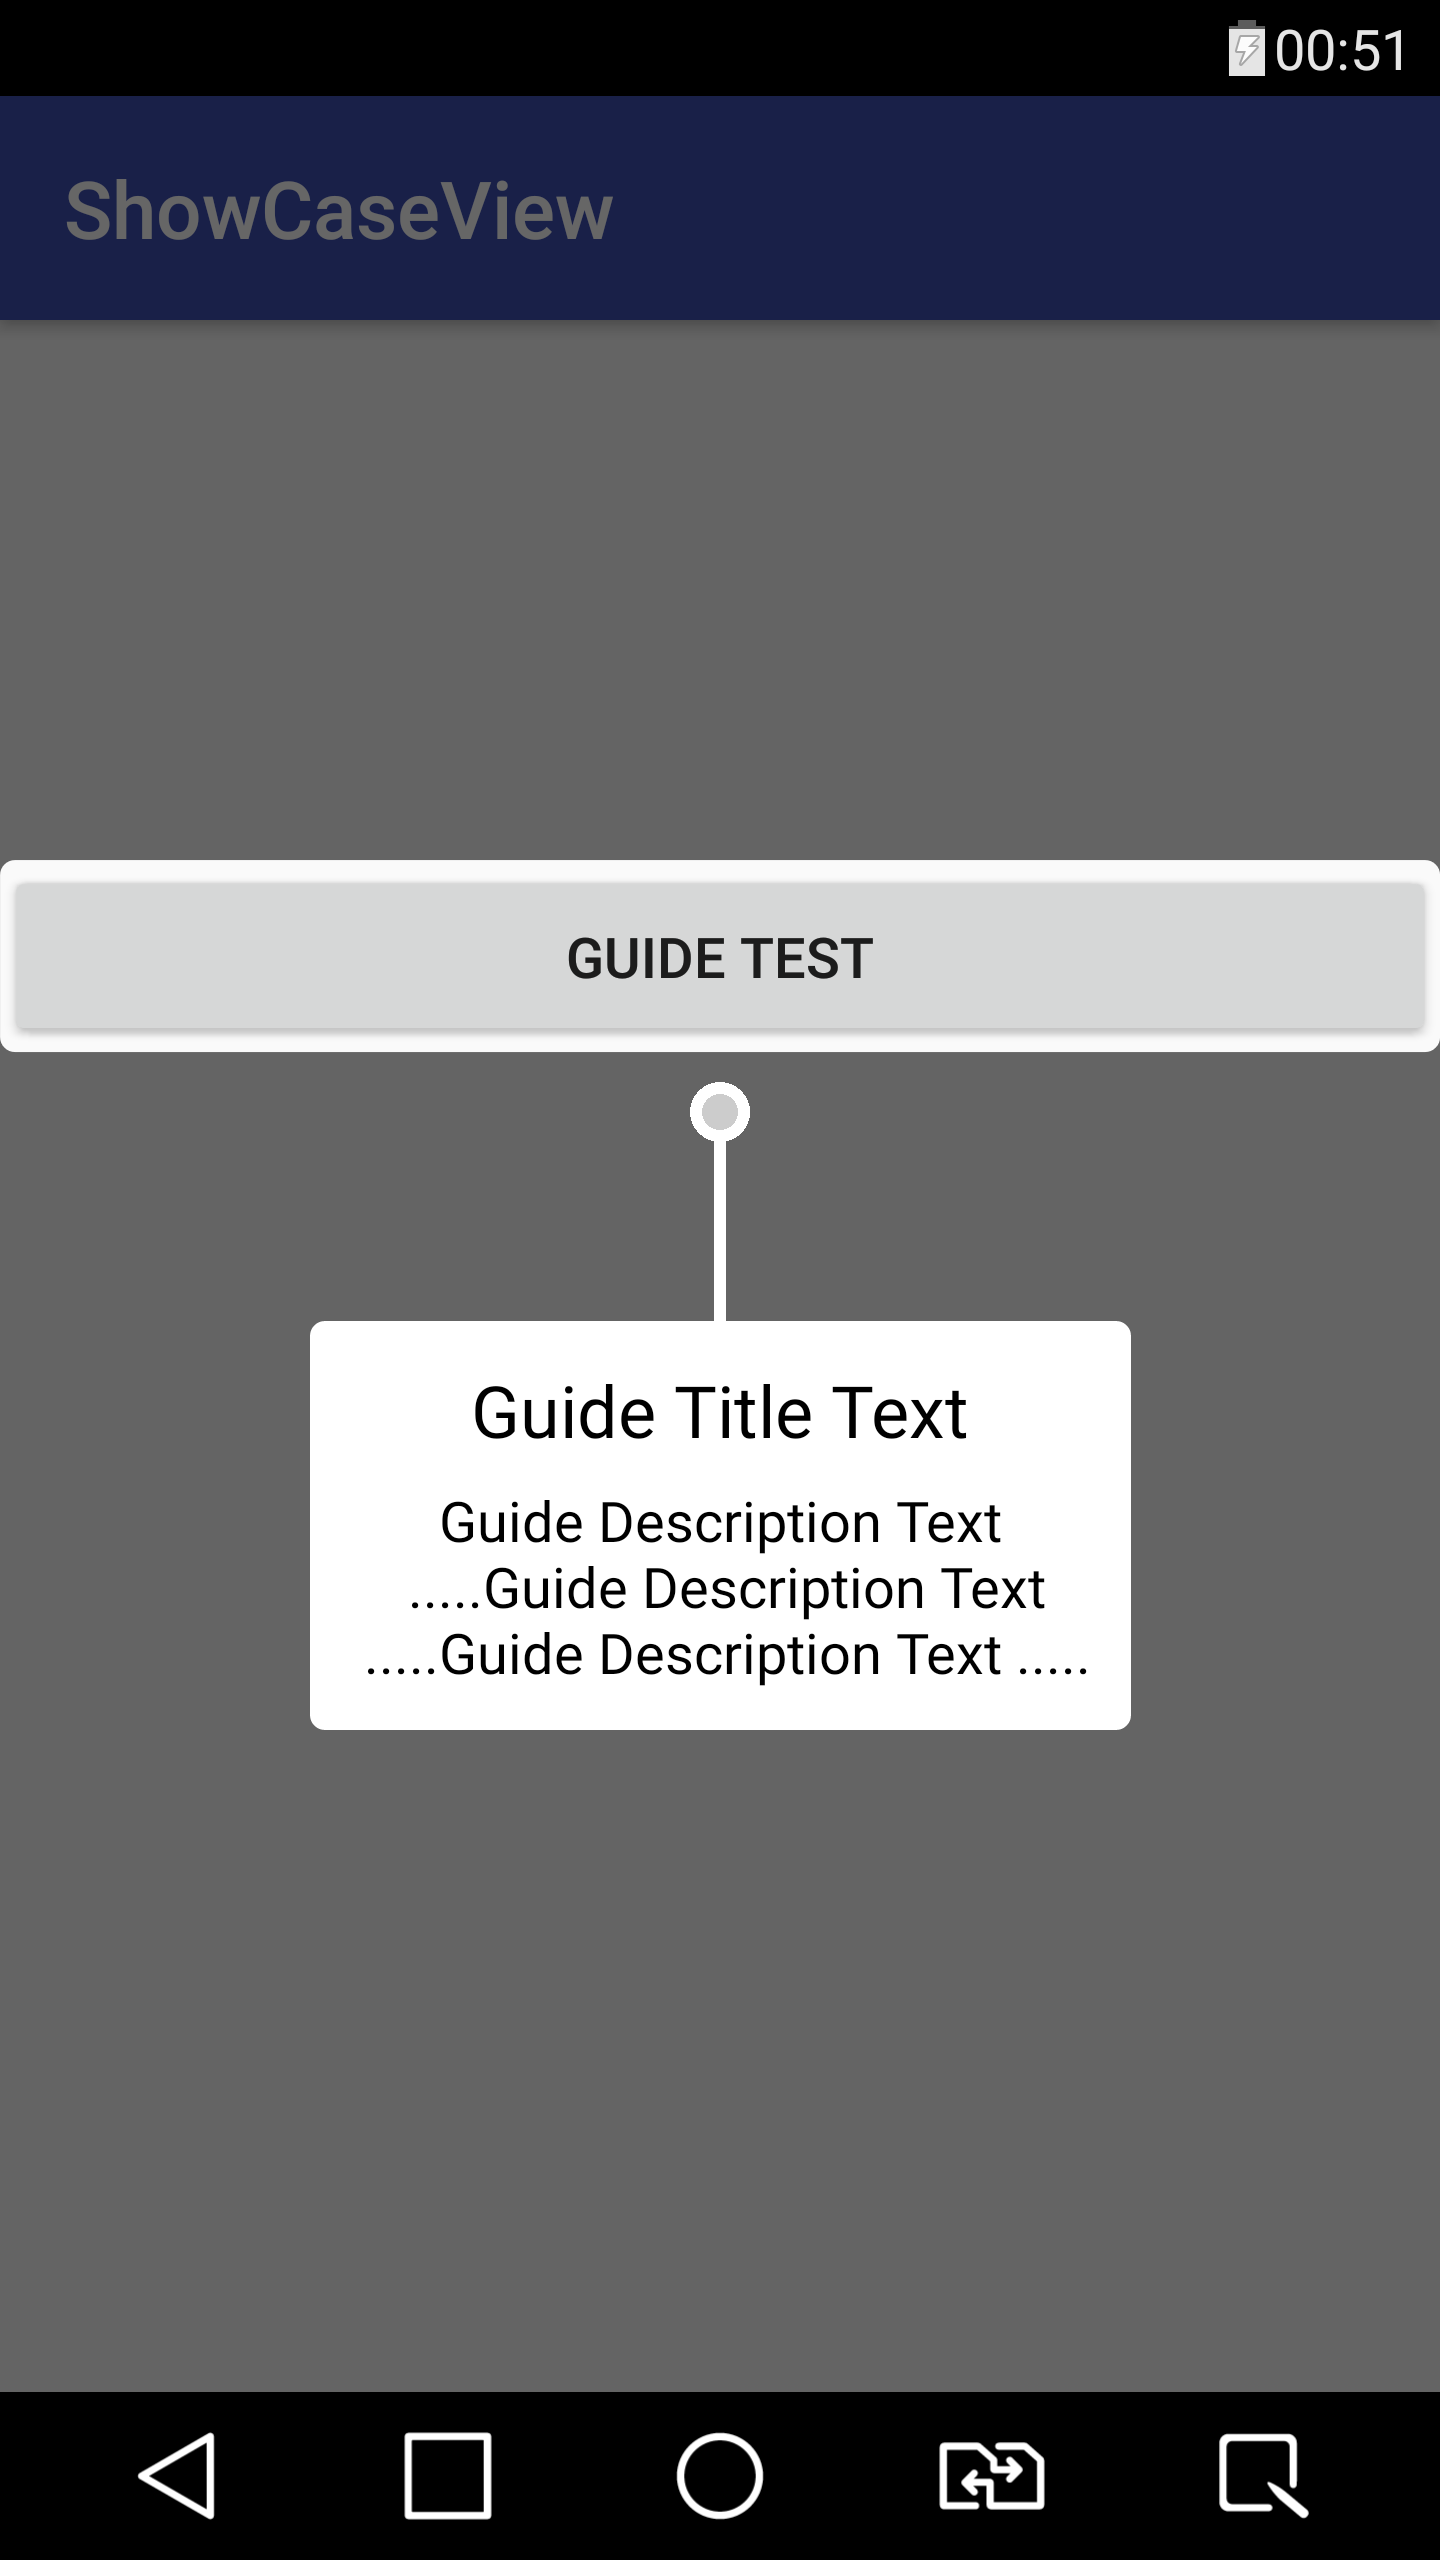 00:51
ShowCaseView
GUIDE TEST
Guide Title Text
Guide Description Text
.....Guide Description Text
.....Guide Description Text .....